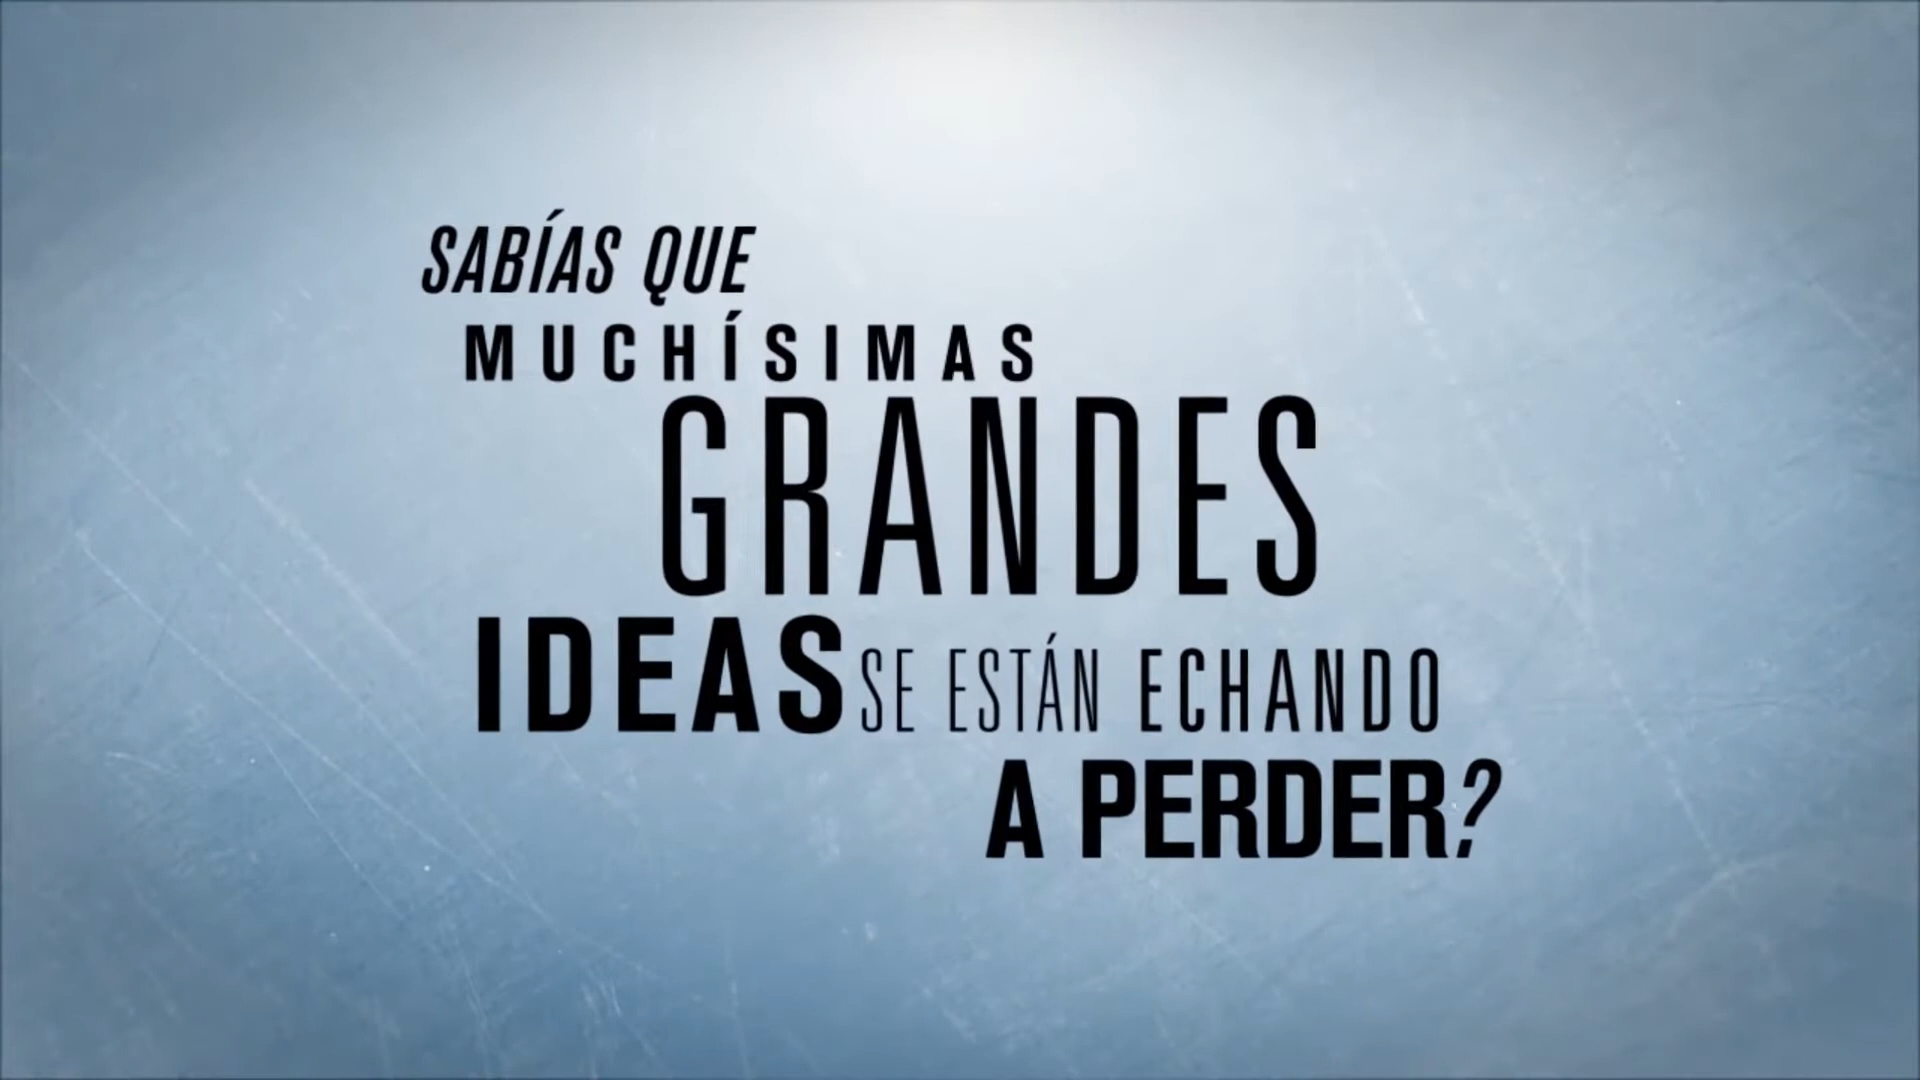 SABÍAS QUE
MUCHÍSIMAS
GRANDES
IDEAS SE ESTÁN ECHANDO
A PERDER?